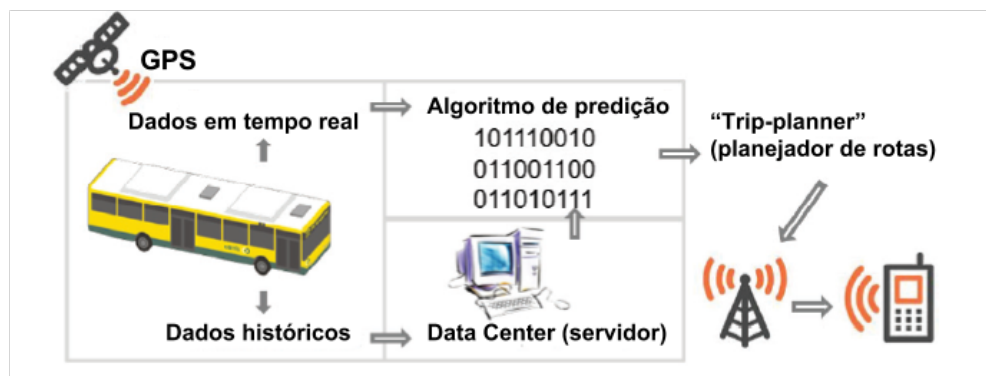 GPS
Dados em tempo real
Algoritmo de predição
101110010
011001100
011010111
“Trip-planner”
(planejador de rotas)
Dados históricos
Data Center (servidor)